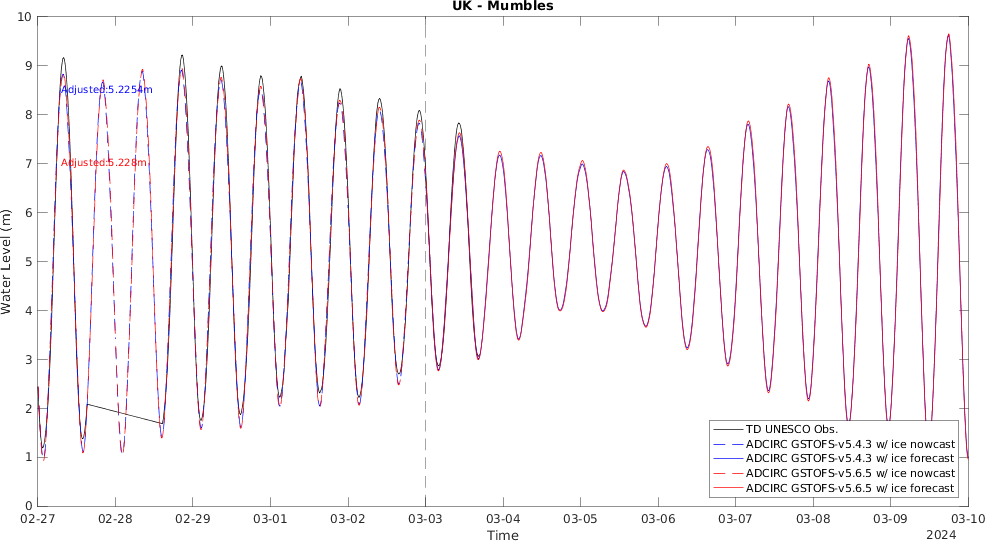 UK - Mumbles
10
9
8
7
6
5
4
3
2
1
0
Water Level (m)
Adjusted:5.2254m
Adjusted:5.228m
TD UNESCO Obs.
ADCIRC GSTOFS-v5.4.3 w/ ice nowcast
ADCIRC GSTOFS-v5.4.3 w/ ice forecast
ADCIRC GSTOFS-v5.6.5 w/ ice nowcast
ADCIRC GSTOFS-v5.6.5 w/ ice forecast
02-27 02-28 02-29 03-01 03-02 03-03 03-04 03-05 03-06 03-07 03-08 03-09 03-10
Time
2024